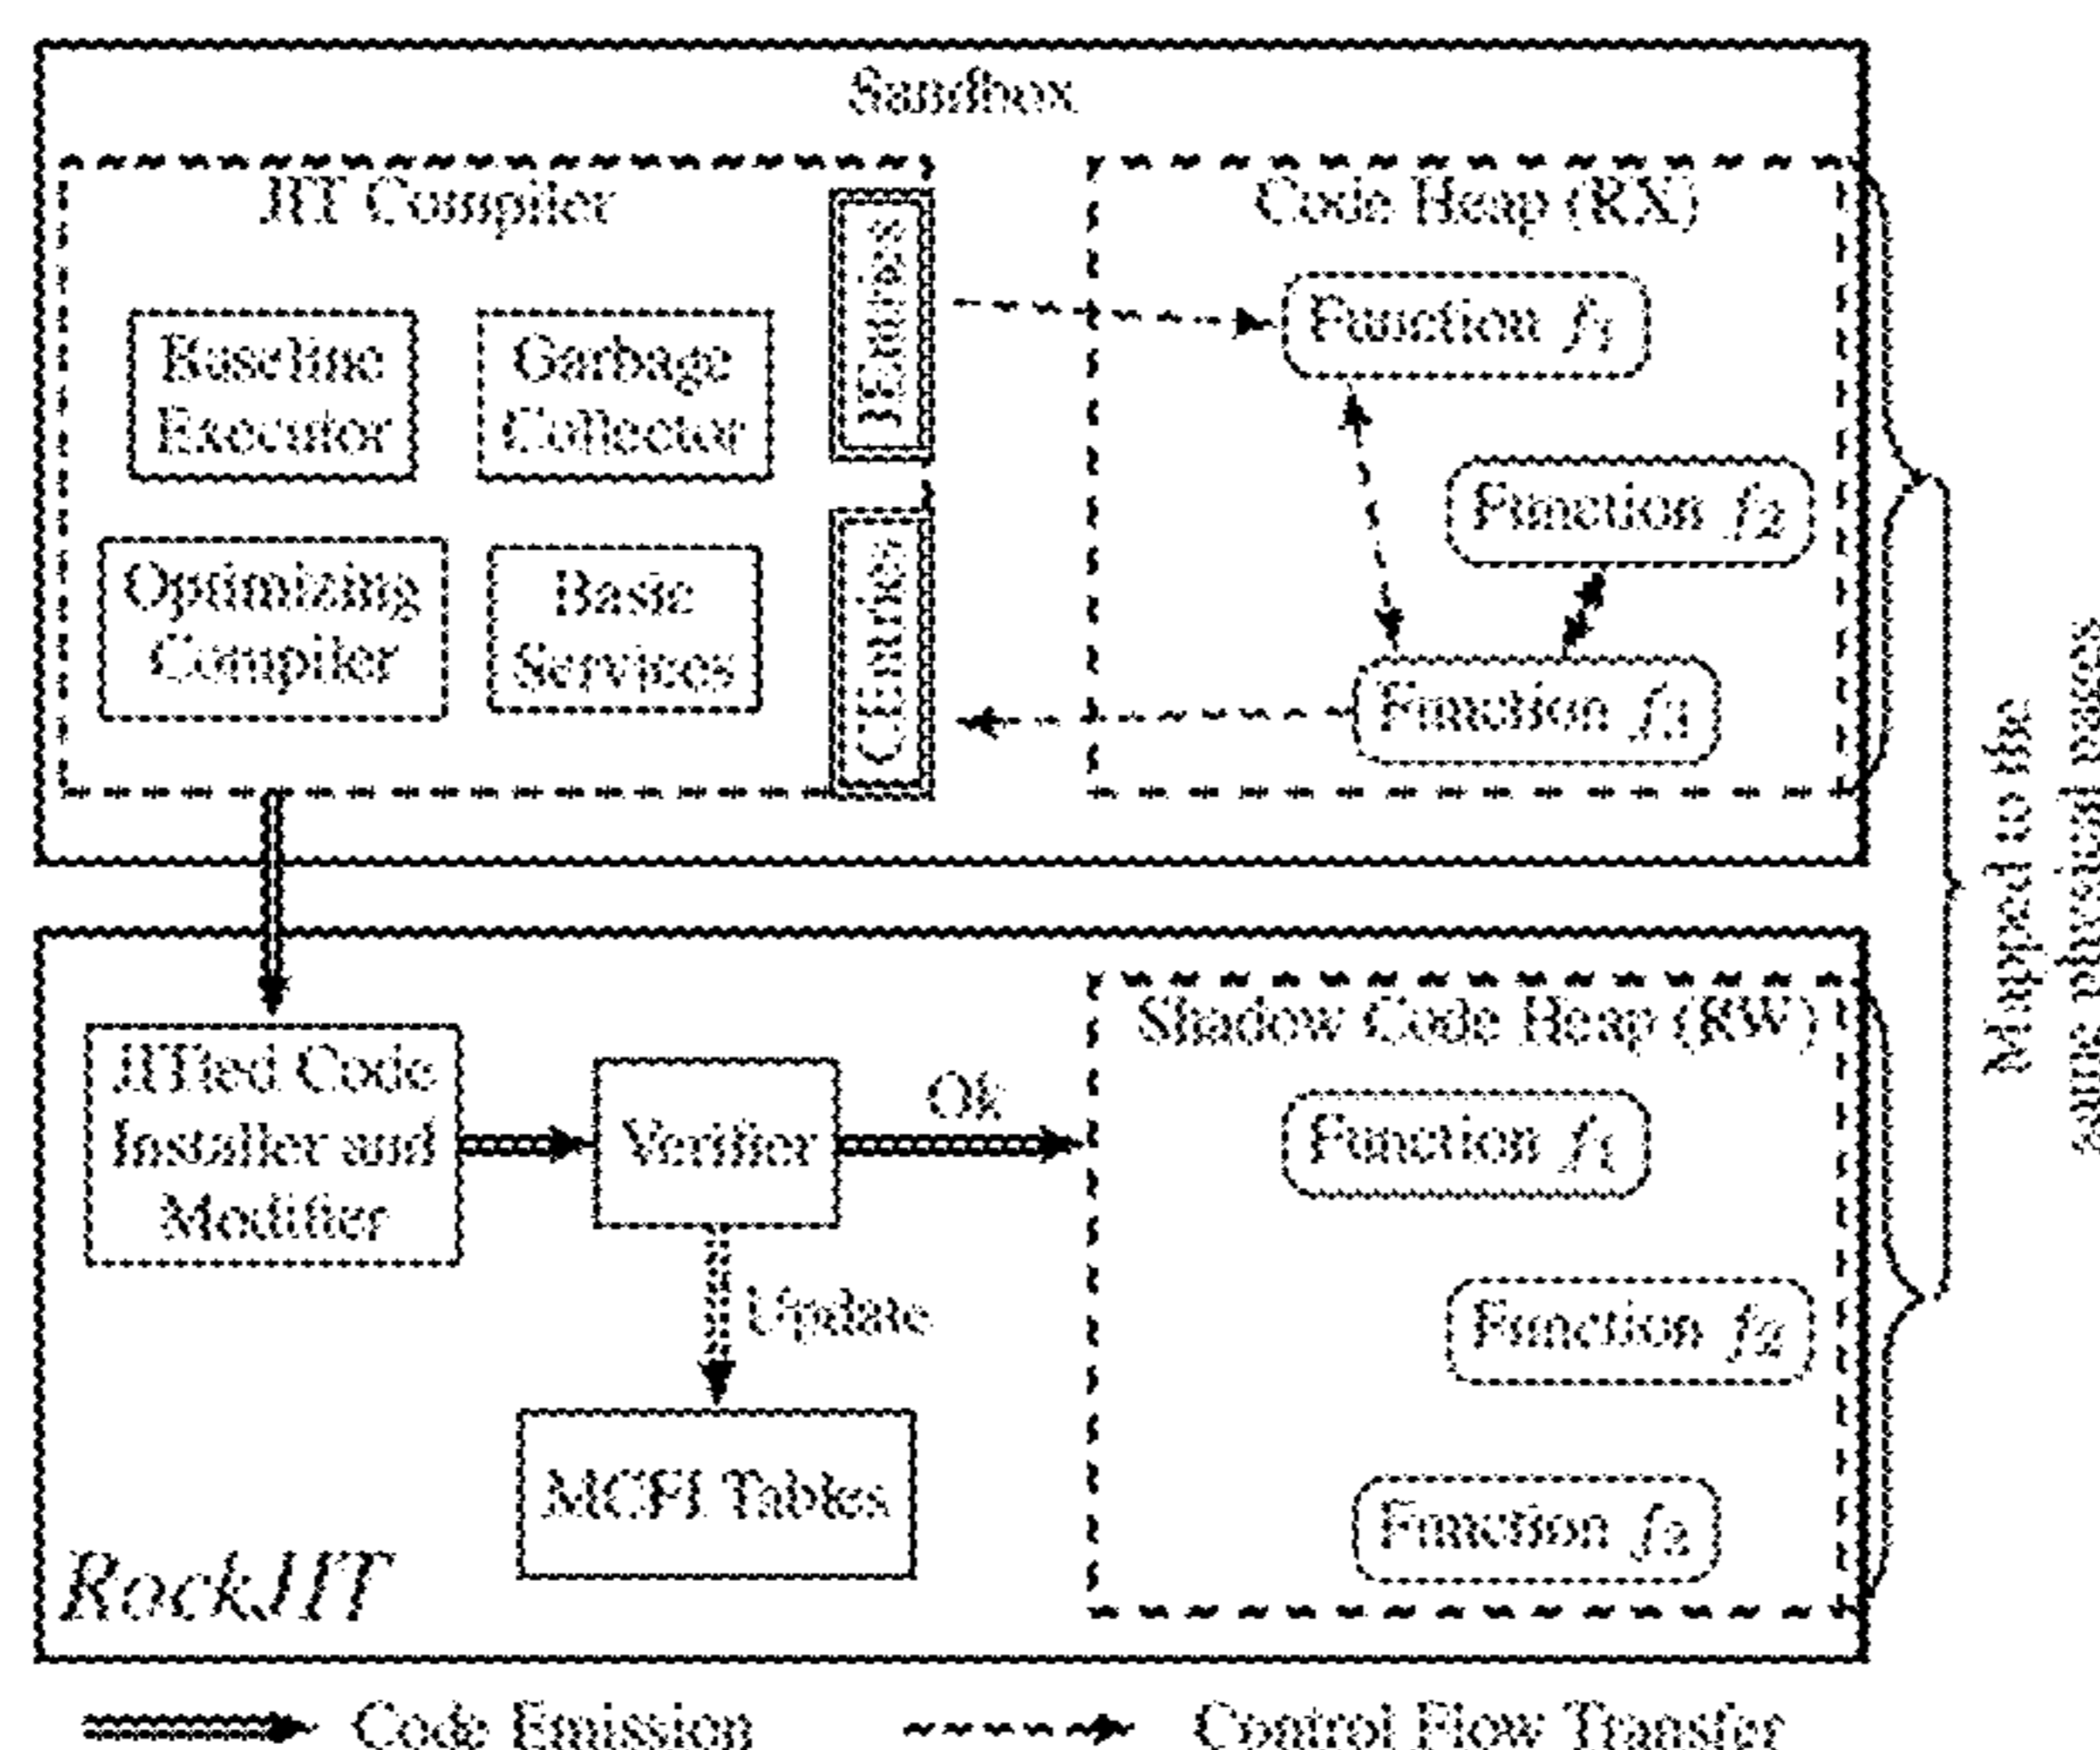 Sandbox
JIT Compiler
Baseline
Executor
Garbage
Collector
Optimizing
Compiler
Basic
Services
IEntries
CEntries
Code Heap (RX)
Function f1
Function f2
Function f3
Mapped to the
same physical pages
JITted Code
Installer and
Modifier
Verifier
Ok
Update
MCFI Tables
RockJIT
Shadow Code Heap (RW)
Function f1
Function f2
Function f3
Code Emission
Control Flow Transfer